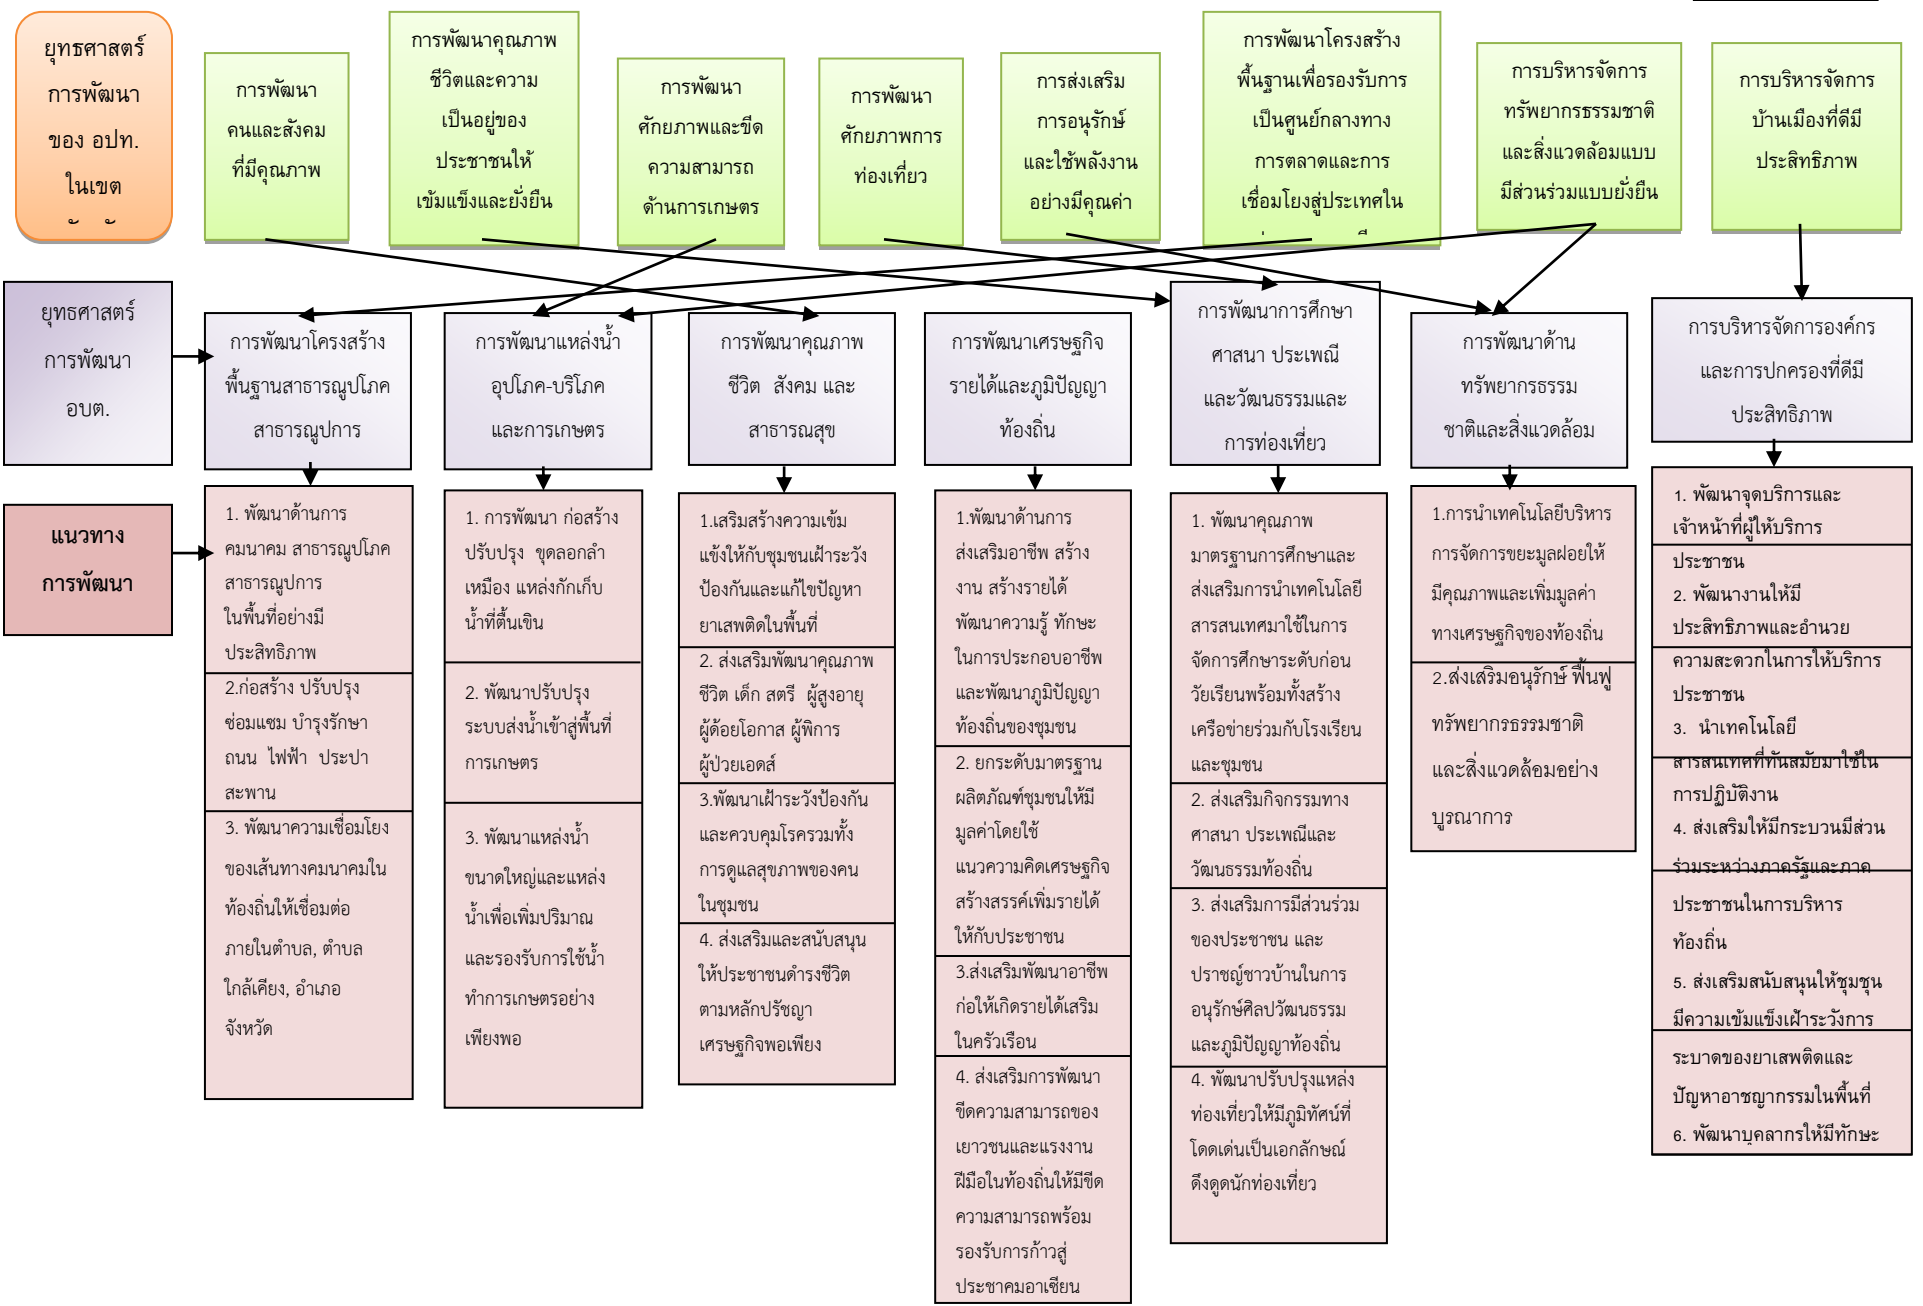 ยุทธศาสตร์
การพัฒนา
ของ อปท.
ในเขต
การพัฒนา
คนและสังคม
ที่มีคุณภาพ
การพัฒนาคุณภาพ
ชีวิตและความ
เป็นอยู่ของ
ประชาชนให้
เข้มแข็งและยั่งยืน
การพัฒนา
ศักยภาพและขีด
ความสามารถ
ด้านการเกษตร
การพัฒนา
ศักยภาพการ
ท่องเที่ยว
การส่งเสริม
การอนุรักษ์
และใช้พลังงาน
อย่างมีคุณค่า
การพัฒนาโครงสร้าง
พื้นฐานเพื่อรองรับการ
เป็นศูนย์กลางทาง
การตลาดและการ
เชื่อมโยงสู่ประเทศใน
การบริหารจัดการ
ทรัพยากรธรรมชาติ
และสิ่งแวดล้อมแบบ
มีส่วนร่วมแบบยั่งยืน
การบริหารจัดการ
บ้านเมืองที่ดีมี
ประสิทธิภาพ
ยุทธศาสตร์
การพัฒนา
อบต.
การพัฒนาโครงสร้าง
พื้นฐานสาธารณูปโภค
สาธารณูปการ
การพัฒนาแหล่งน้ำ
อุปโภค-บริโภค
และการเกษตร
การพัฒนาคุณภาพ
ชีวิต สังคม และ
สาธารณสุข
การพัฒนาเศรษฐกิจ
รายได้และภูมิปัญญา
ท้องถิ่น
การพัฒนาการศึกษา
ศาสนา ประเพณี
และวัฒนธรรมและ
การท่องเที่ยว
การพัฒนาด้าน
ทรัพยากรธรรม
ชาติและสิ่งแวดล้อม
การบริหารจัดการองค์กร
และการปกครองที่ดีมี
ประสิทธิภาพ
แนวทาง
การพัฒนา
1. พัฒนาด้านการ
คมนาคม สาธารณูปโภค
สาธารณูปการ
ในพื้นที่อย่างมี
ประสิทธิภาพ
2.ก่อสร้าง ปรับปรุง
ซ่อมแซม บำรุงรักษา
ถนน ไฟฟ้า ประปา
สะพาน
3. พัฒนาความเชื่อมโยง
ของเส้นทางคมนาคมใน
ท้องถิ่นให้เชื่อมต่อ
ภายในตำบล, ตำบล
ใกล้เคียง, อำเภอ
จังหวัด
1. การพัฒนา ก่อสร้าง
ปรับปรุง ขุดลอกลำ
เหมือง แหล่งกักเก็บ
น้ำที่ตื้นเขิน
2. พัฒนาปรับปรุง
ระบบส่งน้ำเข้าสู่พื้นที่
การเกษตร
3. พัฒนาแหล่งน้ำ
ขนาดใหญ่และแหล่ง
น้ำเพื่อเพิ่มปริมาณ
และรองรับการใช้น้ำ
ทำการเกษตรอย่าง
เพียงพอ
1.เสริมสร้างความเข้ม
แข้งให้กับชุมชนเฝ้าระวัง
ป้องกันและแก้ไขปัญหา
ยาเสพติดในพื้นที่
2. ส่งเสริมพัฒนาคุณภาพ
ชีวิต เด็ก สตรี ผู้สูงอายุ
ผู้ด้อยโอกาส ผู้พิการ
ผู้ป่วยเอดส์
3.พัฒนาเฝ้าระวังป้องกัน
และควบคุมโรครวมทั้ง
การดูแลสุขภาพของคน
ในชุมชน
4. ส่งเสริมและสนับสนุน
ให้ประชาชนดำรงชีวิต
ตามหลักปรัชญา
เศรษฐกิจพอเพียง
1.พัฒนาด้านการ
ส่งเสริมอาชีพ สร้าง
งาน สร้างรายได้
พัฒนาความรู้ ทักษะ
ในการประกอบอาชีพ
และพัฒนาภูมิปัญญา
ท้องถิ่นของชุมชน
2. ยกระดับมาตรฐาน
ผลิตภัณฑ์ชุมชนให้มี
มูลค่าโดยใช้
แนวความคิดเศรษฐกิจ
สร้างสรรค์เพิ่มรายได้
ให้กับประชาชน
3.ส่งเสริมพัฒนาอาชีพ
ก่อให้เกิดรายได้เสริม
ในครัวเรือน
4. ส่งเสริมการพัฒนา
ขีดความสามารถของ
เยาวชนและแรงงาน
ฝีมือในท้องถิ่นให้มีขีด
ความสามารถพร้อม
รองรับการก้าวสู่
ประชาคมอาเซียน
1. พัฒนาคุณภาพ
มาตรฐานการศึกษาและ
ส่งเสริมการนำเทคโนโลยี
สารสนเทศมาใช้ในการ
จัดการศึกษาระดับก่อน
วัยเรียนพร้อมทั้งสร้าง
เครือข่ายร่วมกับโรงเรียน
และชุมชน
2. ส่งเสริมกิจกรรมทาง
ศาสนา ประเพณีและ
วัฒนธรรมท้องถิ่น
3. ส่งเสริมการมีส่วนร่วม
ของประชาชน และ
ปราชญ์ชาวบ้านในการ
อนุรักษ์ศิลปวัฒนธรรม
และภูมิปัญญาท้องถิ่น
4. พัฒนาปรับปรุงแหล่ง
ท่องเที่ยวให้มีภูมิทัศน์ที่
โดดเด่นเป็นเอกลักษณ์
ดึงดูดนักท่องเที่ยว
1.การนำเทคโนโลยีบริหาร
การจัดการขยะมูลฝอยให้
มีคุณภาพและเพิ่มมูลค่า
ทางเศรษฐกิจของท้องถิ่น
2.ส่งเสริมอนุรักษ์ ฟื้นฟู
ทรัพยากรธรรมชาติ
และสิ่งแวดล้อมอย่าง
บูรณาการ
1. พัฒนาจุดบริการและ
เจ้าหน้าที่ผู้ให้บริการ
ประชาชน
2. พัฒนางานให้มี
ประสิทธิภาพและอำนวย
ความสะดวกในการให้บริการ
ประชาชน
3. นำเทคโนโลยี
สารสนเทศที่ทันสมัยมาใช้ใน
การปฏิบัติงาน
4. ส่งเสริมให้มีกระบวนมีส่วน
ร่วมระหว่างภาครัฐและภาค
ประชาชนในการบริหาร
ท้องถิ่น
5. ส่งเสริมสนับสนุนให้ชุมชุน
มีความเข้มแข็งเฝ้าระวังการ
ระบาดของยาเสพติดและ
ปัญหาอาชญากรรมในพื้นที่
6. พัฒนาบุคลากรให้มีทักษะ